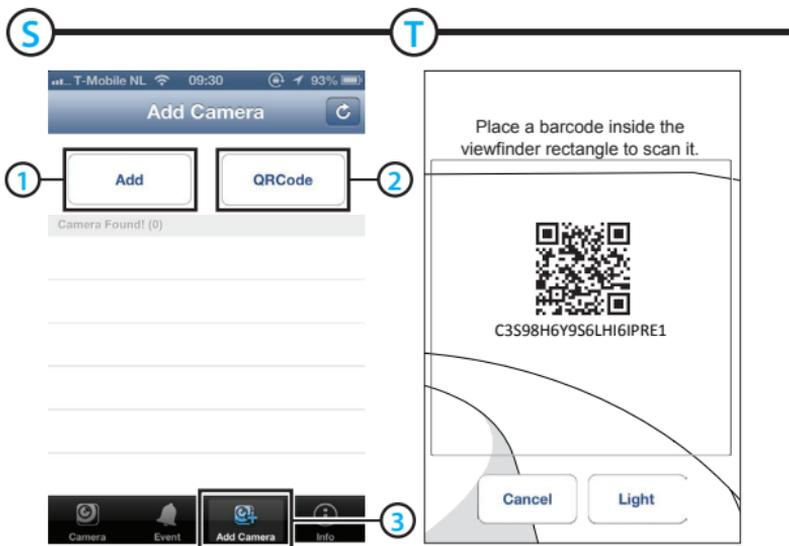 S
T
T-Mobile NL 09:30 93%
Add Camera
1
Add
QRCode
2
Camera Found! (0)
Camera
Event
Add Camera
Info
3
Place a barcode inside the
viewfinder rectangle to scan it.
C3S98H6Y9S6LHI6IPRE1
Cancel
Light